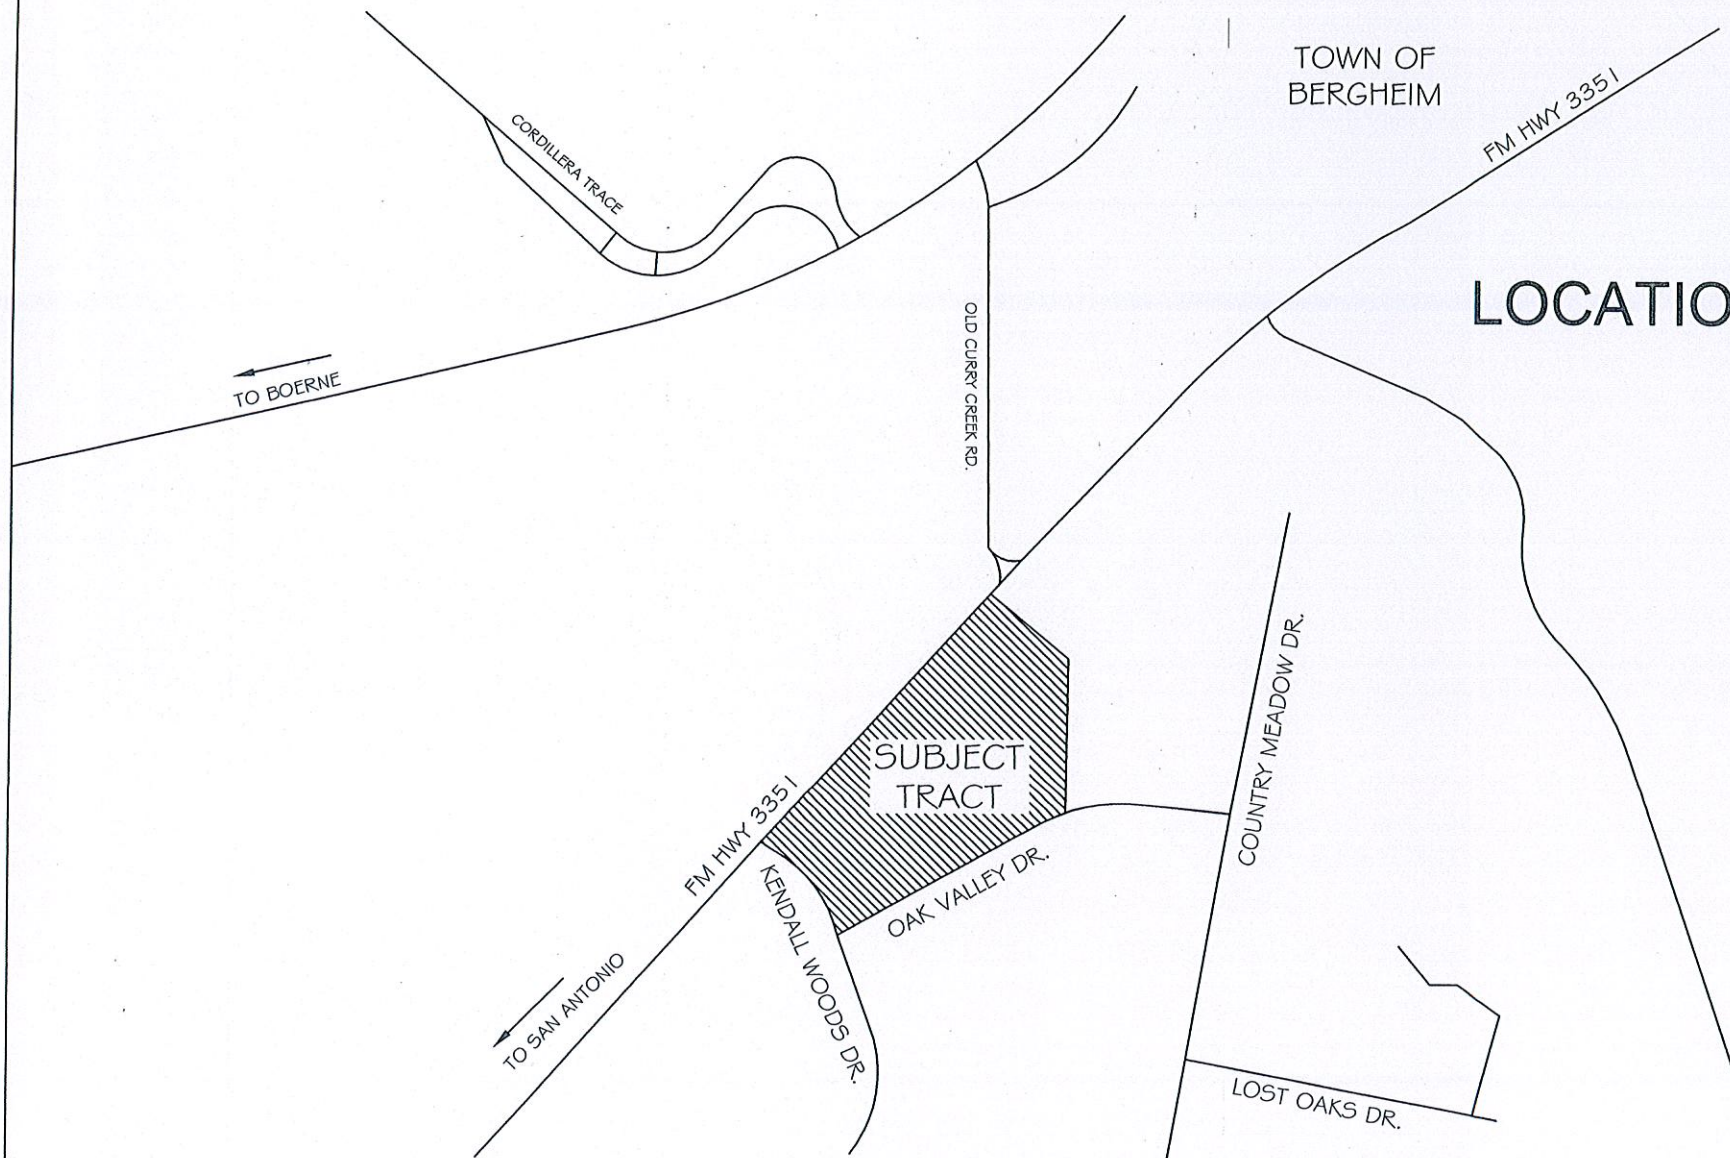 TOWN OF
BERGHEIM
FM HWY 3351
CORDILLERA TRACE
LOCATIO
OLD CURRY CREEK RD.
TO BOERNE
COUNTRY MEADOW DR.
SUBJECT
TRACT
FM HWY 3351
OAK VALLEY DR.
KENDALL WOODS DR.
TO SAN ANTONIO
LOST OAKS DR.